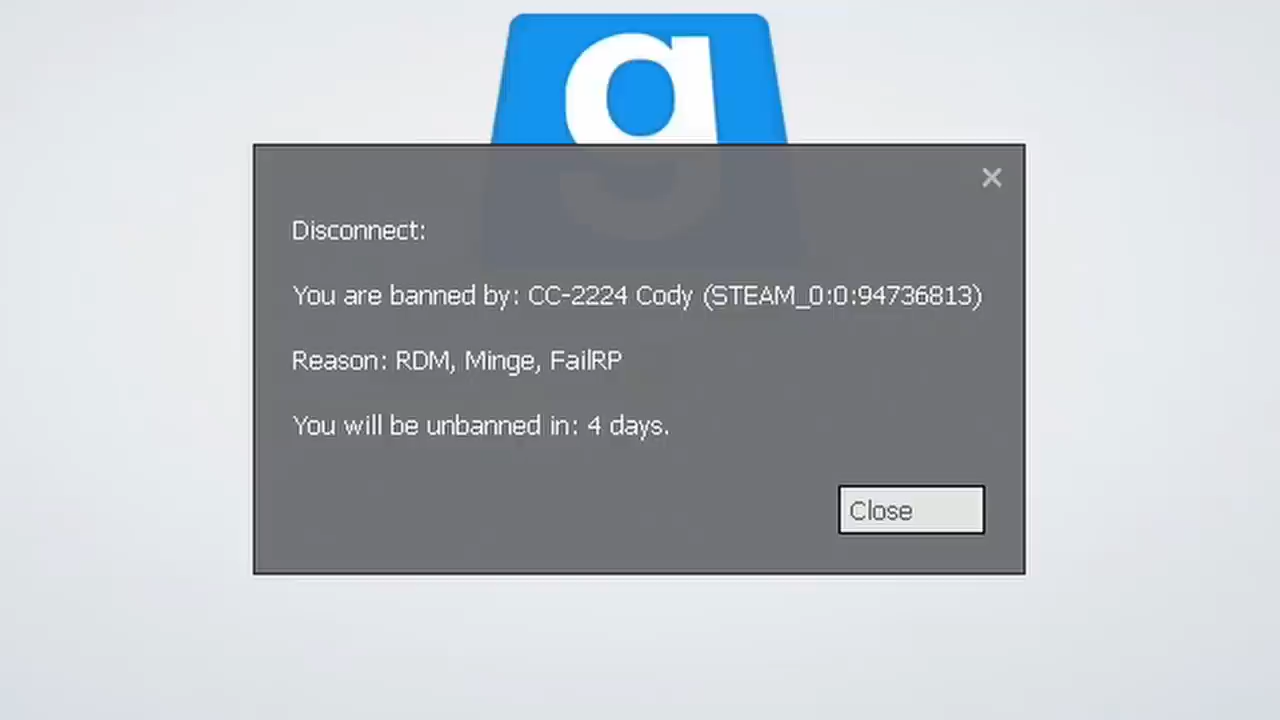 g
Disconnect:
You are banned by: CC-2224 Cody (STEAM_0:0:94736813)
Reason: RDM, Minge, FailRP
You will be unbanned in: 4 days.
Close